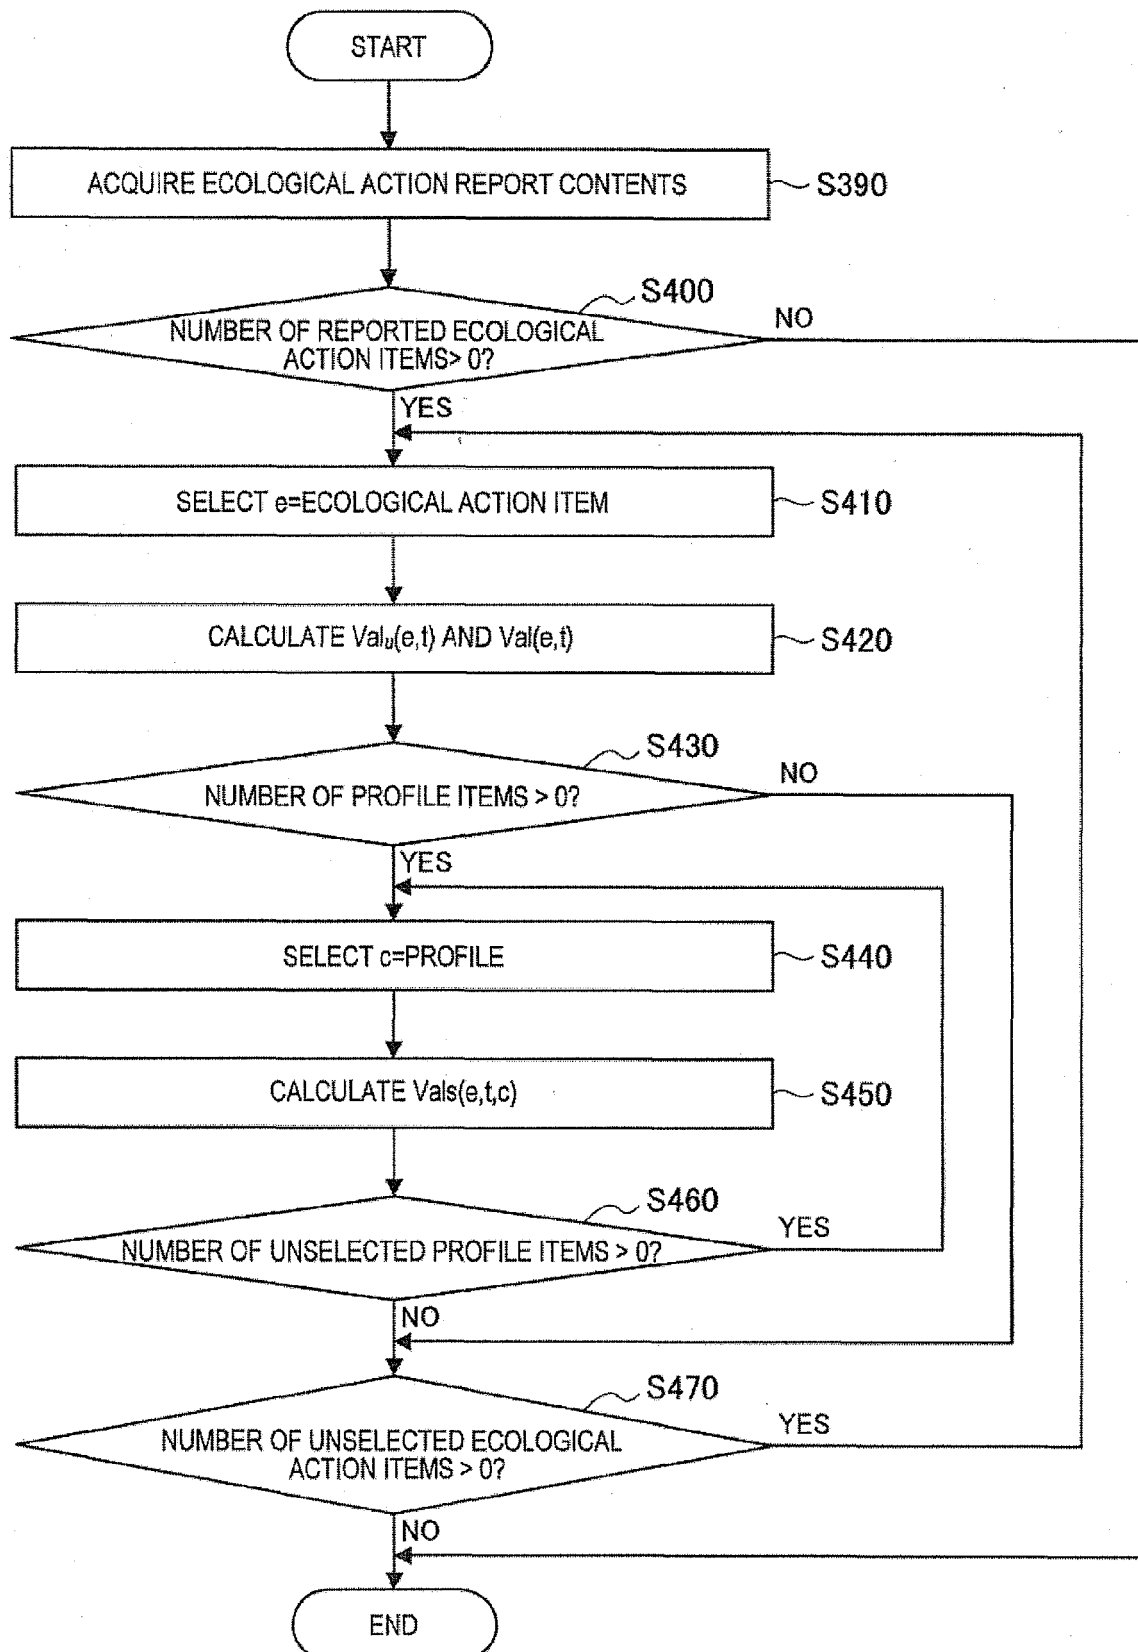 START
ACQUIRE ECOLOGICAL ACTION REPORT CONTENTS
S390
S400
NUMBER OF REPORTED ECOLOGICAL
ACTION ITEMS> 0?
NO
YES
SELECT e=ECOLOGICAL ACTION ITEM
S410
CALCULATE Valᵤ(e,t) AND Val(e,t)
S420
S430
NUMBER OF PROFILE ITEMS > 0?
NO
YES
SELECT c=PROFILE
S440
CALCULATE Vals(e,t,c)
S450
S460
NUMBER OF UNSELECTED PROFILE ITEMS > 0?
YES
NO
S470
NUMBER OF UNSELECTED ECOLOGICAL
ACTION ITEMS > 0?
YES
NO
END